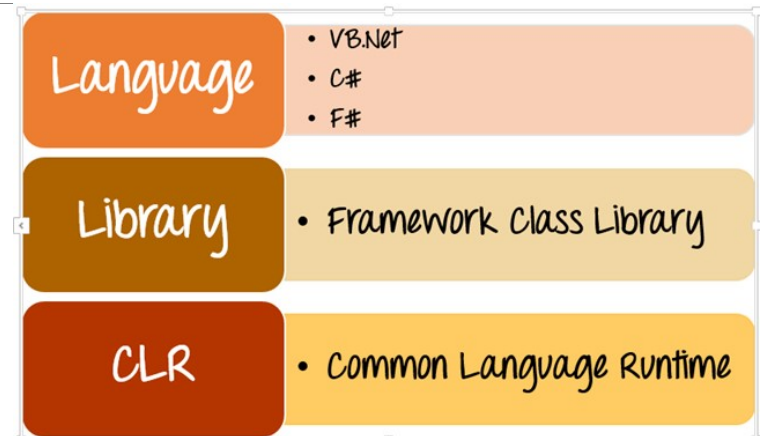 Language
• VB.Net
• C#
• F#
Library
• Framework Class Library
CLR
• Common Language Runtime